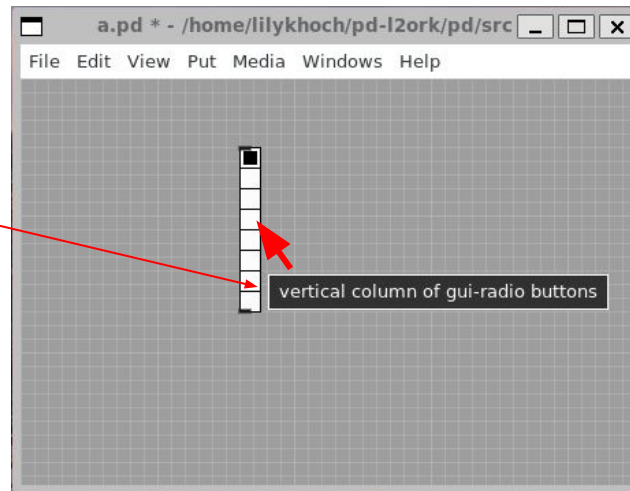 a.pd * - /home/lilykhoch/pd-l2ork/pd/src
File Edit View Put Media Windows Help
vertical column of gui-radio buttons